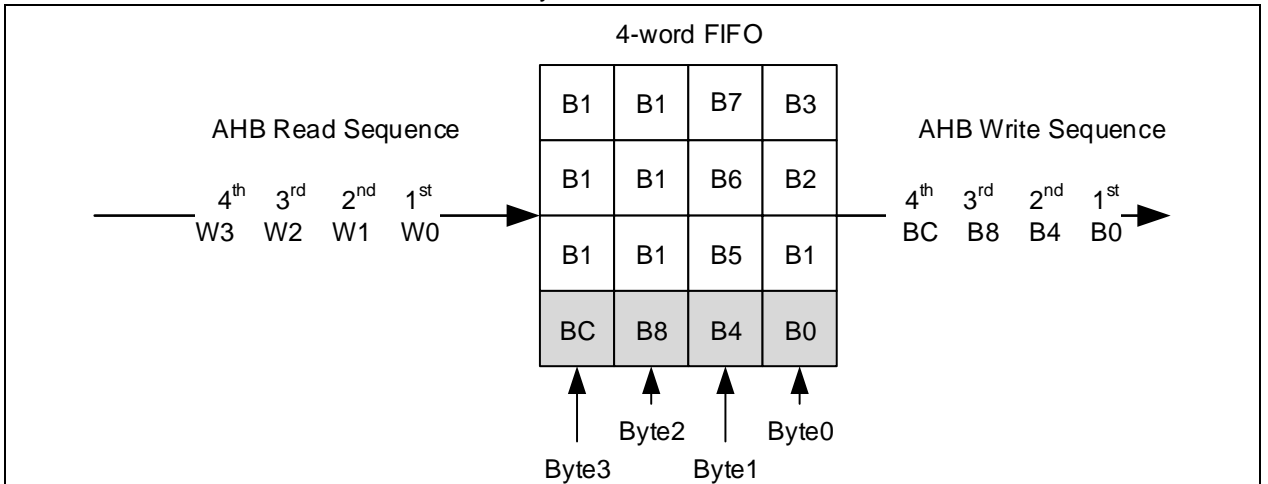 4-word FIFO
B1 B1 B7 B3
AHB Read Sequence
AHB Write Sequence
B1 B1 B6 B2
4th 3rd 2nd 1st
W3 W2 W1 W0
4th 3rd 2nd 1st
BC B8 B4 B0
B1 B1 B5 B1
BC B8 B4 B0
Byte2 Byte0
Byte3 Byte1